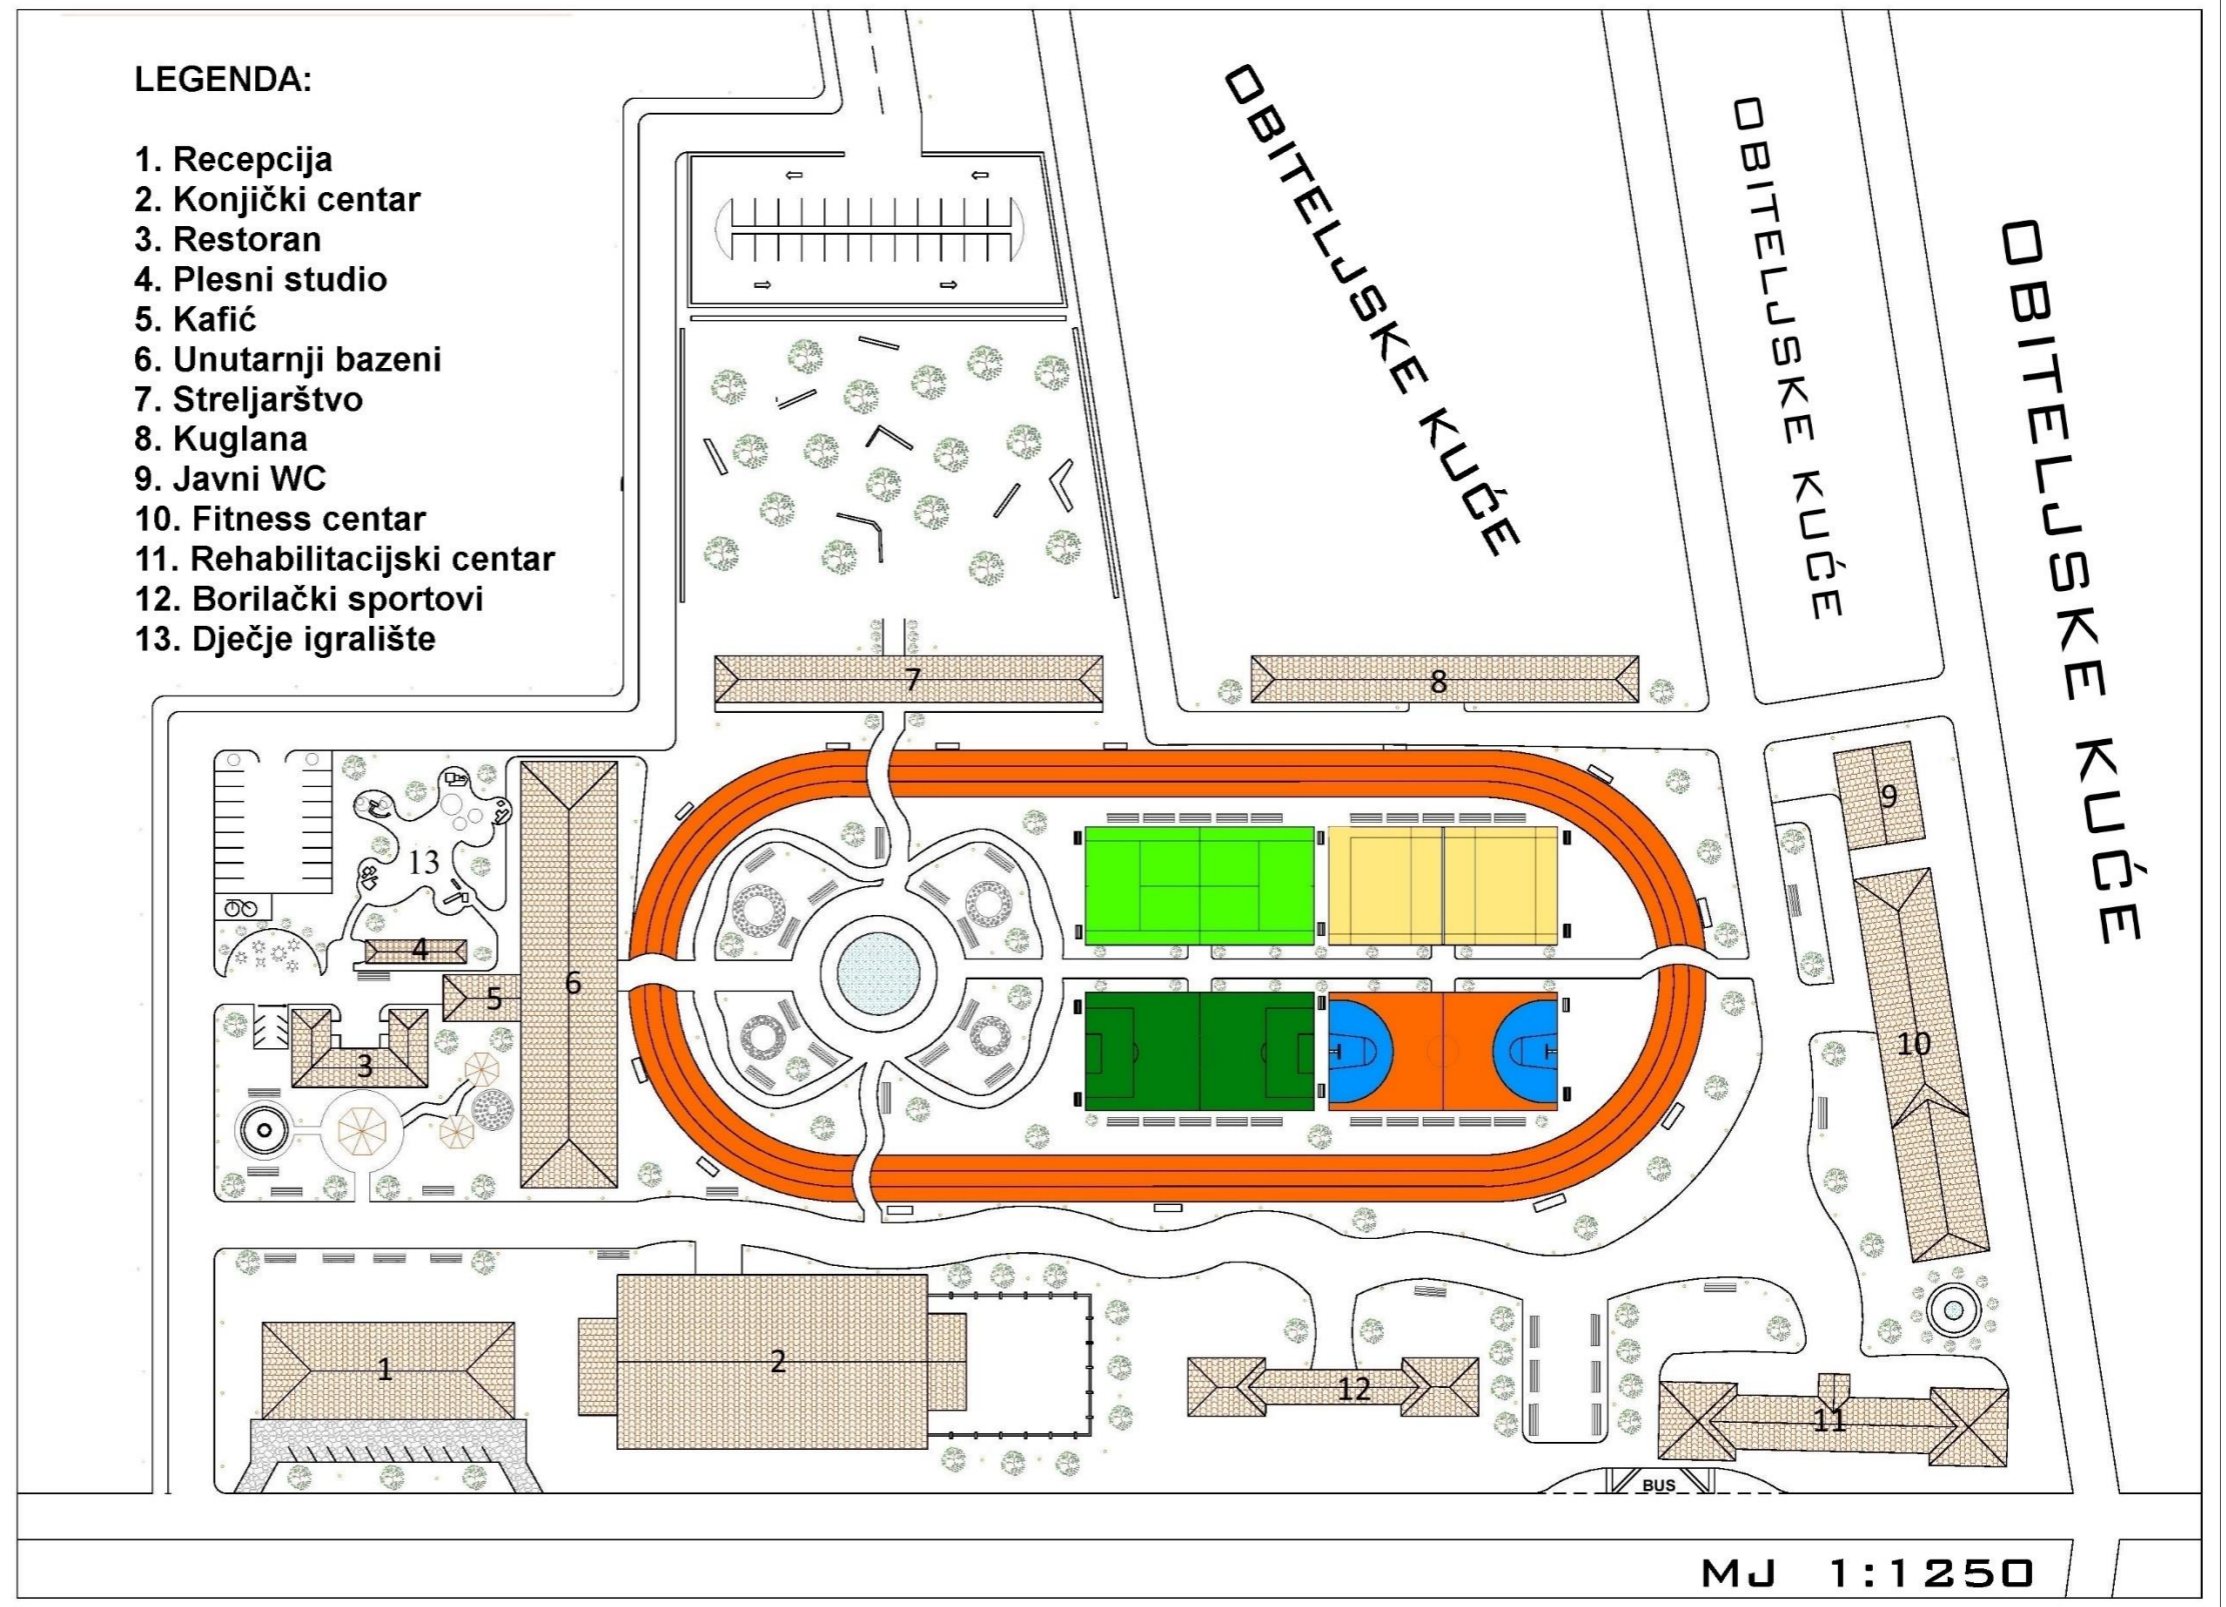 LEGENDA:
1. Recepcija
2. Konjički centar
3. Restoran
4. Plesni studio
5. Kafić
6. Unutarnji bazeni
7. Streljarštvo
8. Kuglana
9. Javni WC
10. Fitness centar
11. Rehabilitacijski centar
12. Borilački sportovi
13. Dječje igralište
OBITELJSKE KUĆE
OBITELJSKE KUĆE
OBITELJSKE KUĆE
7
8
9
13
4
5
6
3
10
1
2
12
11
BUS
MJ 1:1250